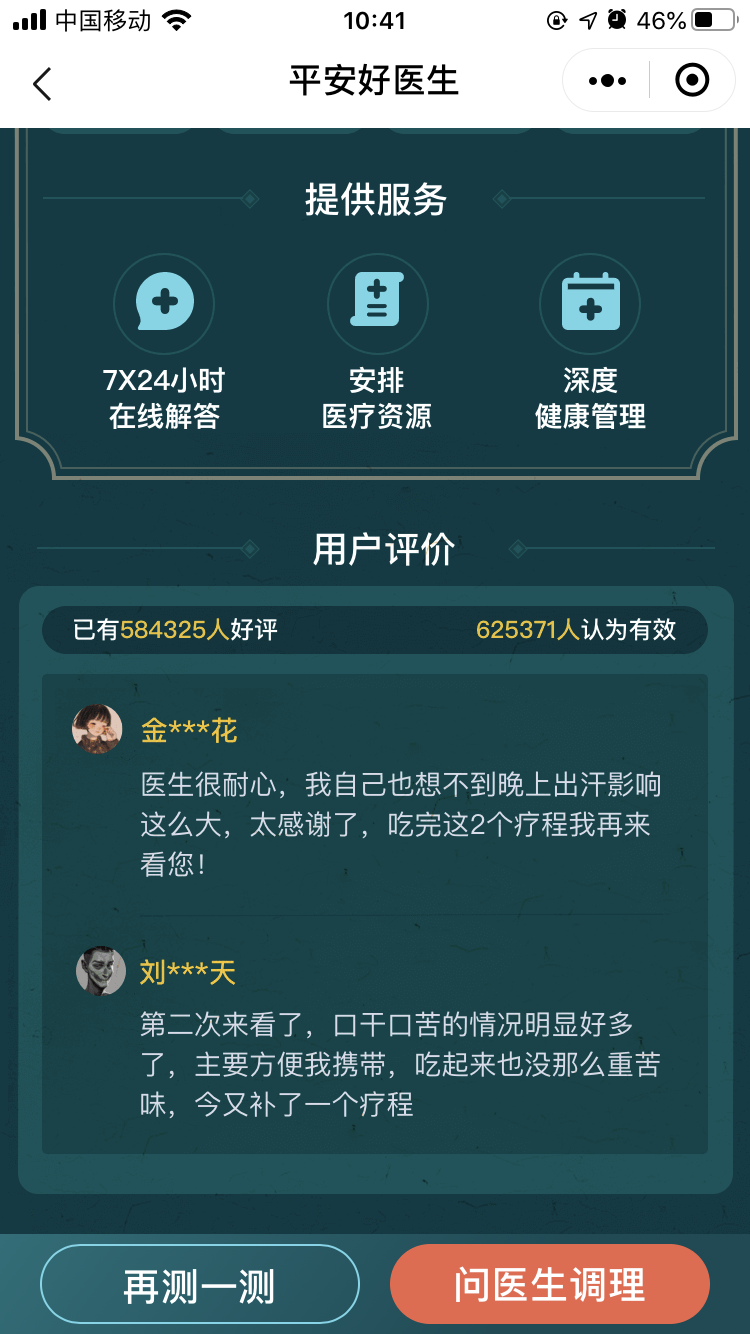 中国移动
10:41
46%
平安好医生
提供服务
7X24小时
在线解答
安排
医疗资源
深度
健康管理
用户评价
已有584325人好评
625371人认为有效
金***花
医生很耐心，我自己也想不到晚上出汗影响
这么大，太感谢了，吃完这2个疗程我再来
看您！
刘***天
第二次来看了，口干口苦的情况明显好多
了，主要方便我携带，吃起来也没那么重苦
味，今又补了一个疗程
再测一测
问医生调理